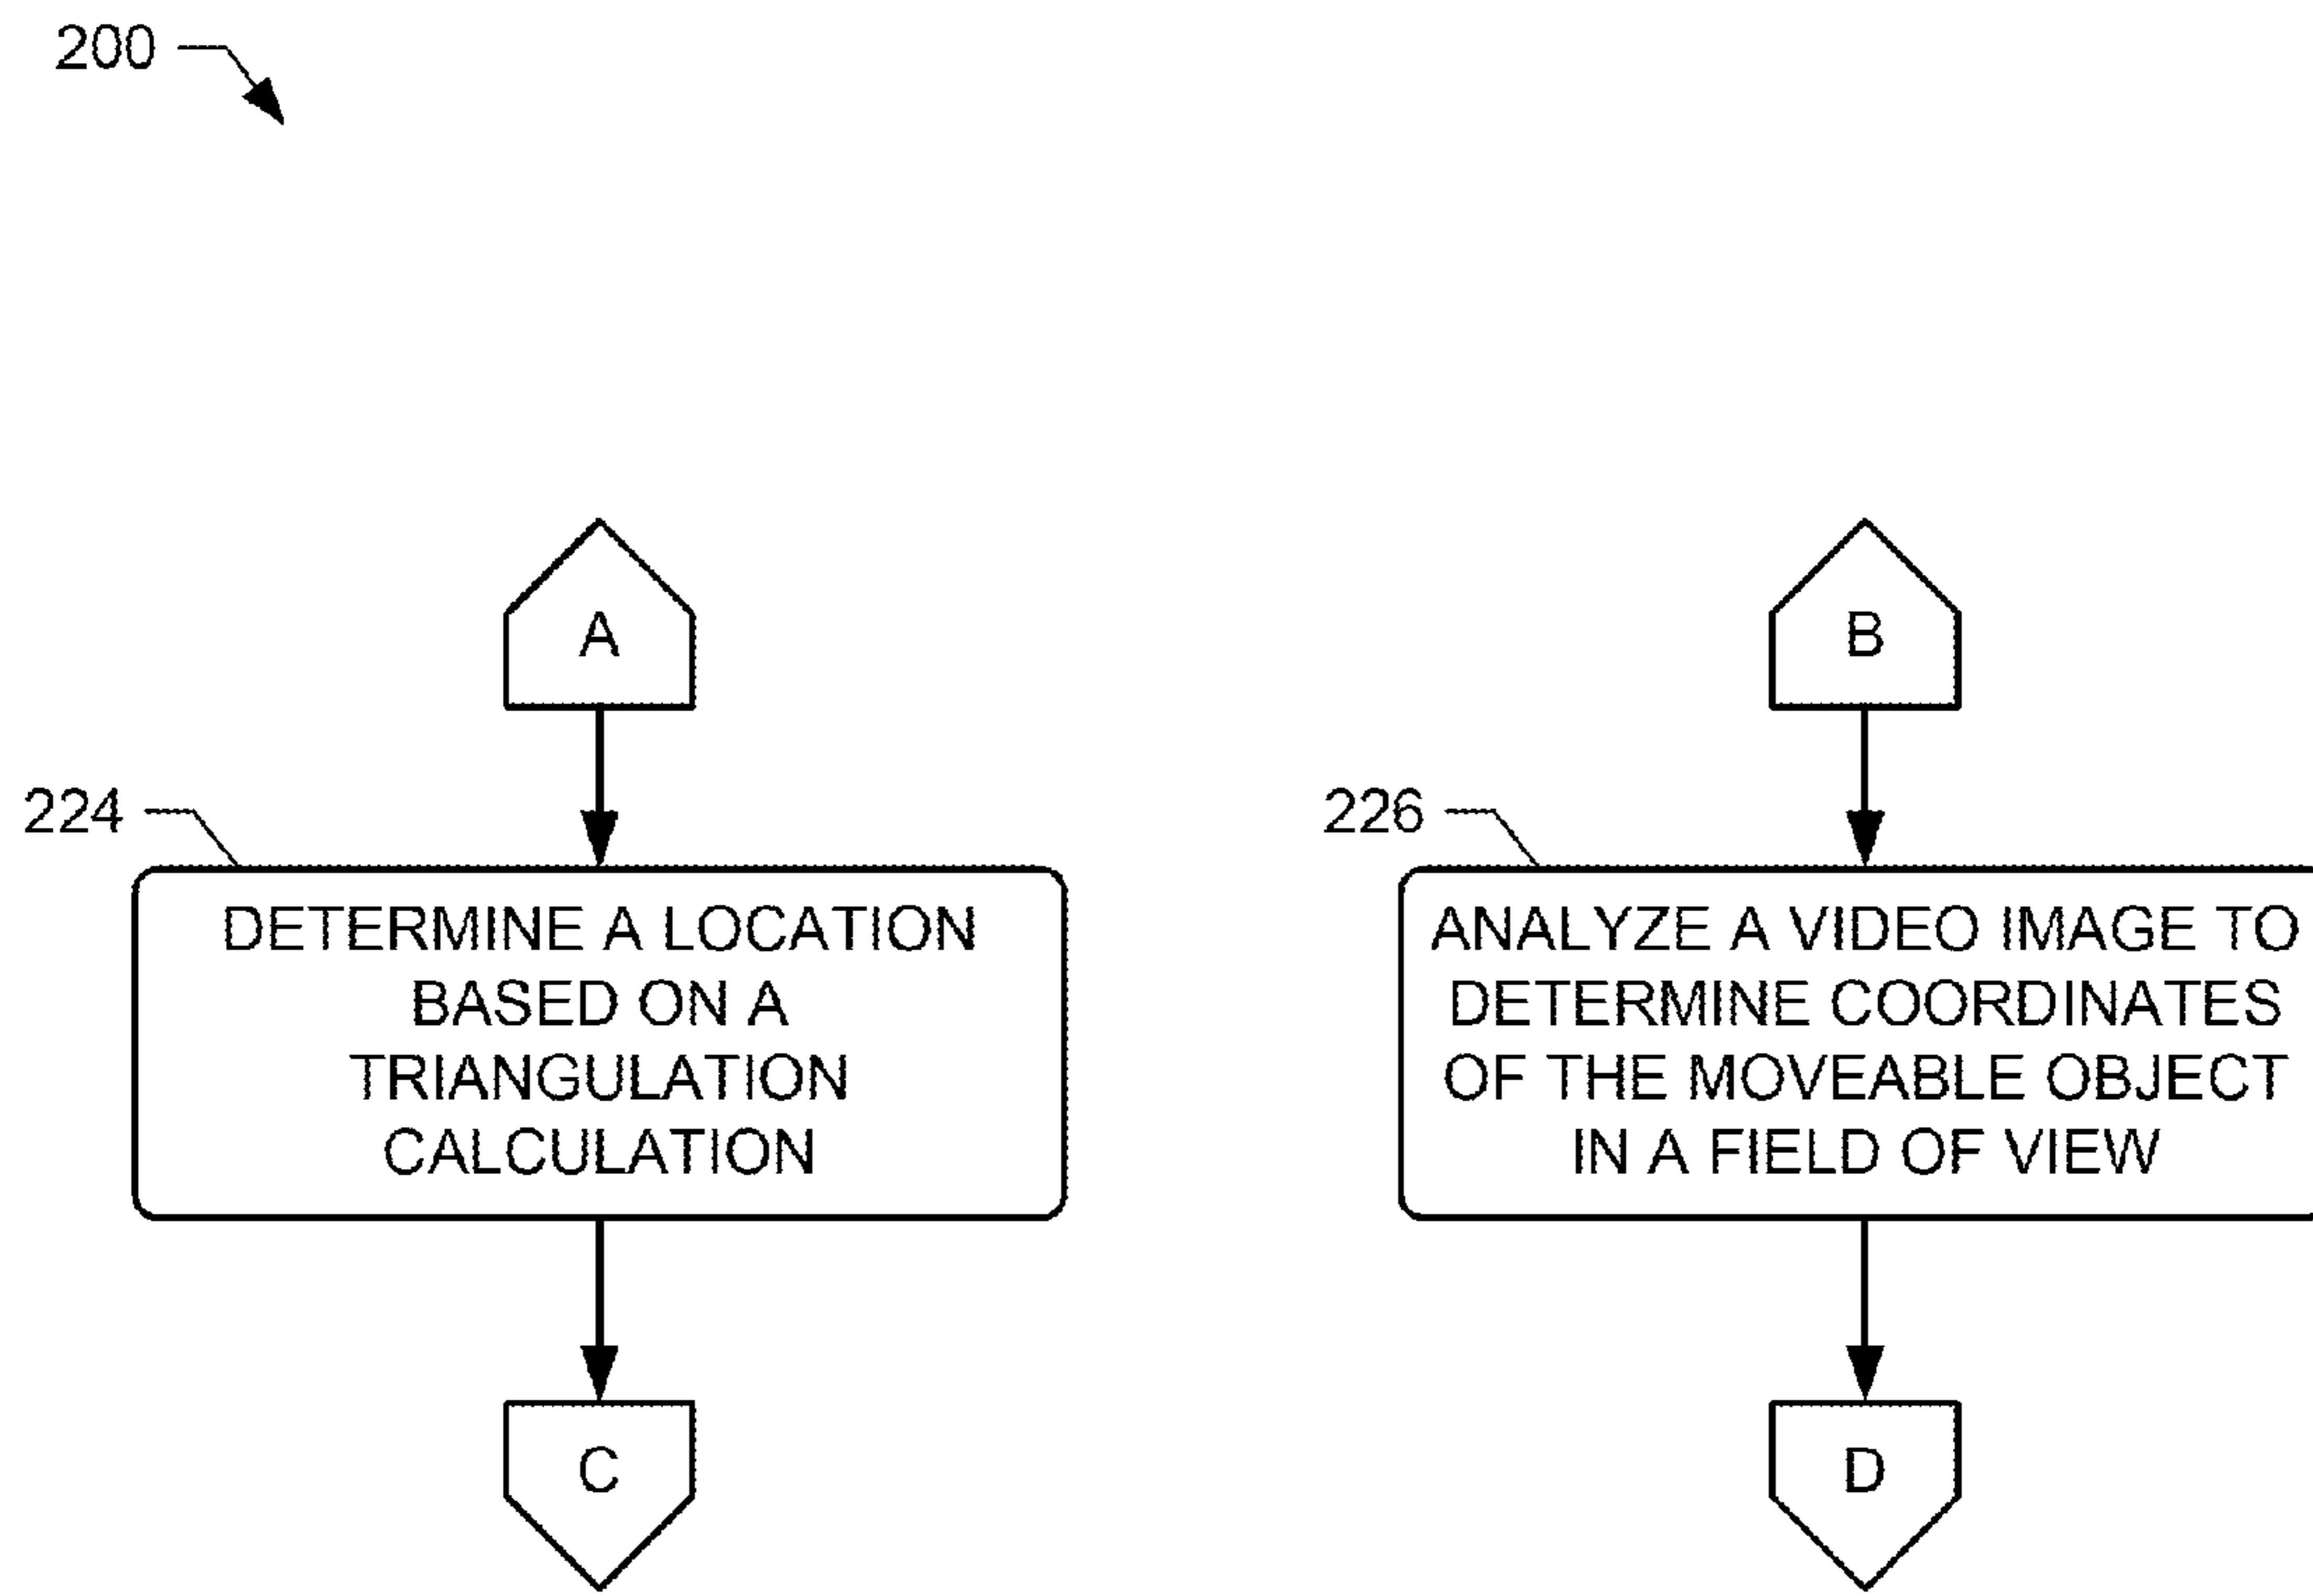 200
A
B
224
226
DETERMINE A LOCATION
BASED ON A
TRIANGULATION
CALCULATION
ANALYZE A VIDEO IMAGE TO
DETERMINE COORDINATES
OF THE MOVEABLE OBJECT
IN A FIELD OF VIEW
C
D